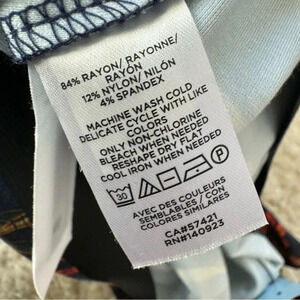 84% RAYON/ RAYONNE/
RAYÓN
12% NYLON/ NILÓN
4% SPANDEX
MACHINE WASH COLD
DELICATE CYCLE WITH LIKE
COLORS
ONLY NON-CHLORINE
BLEACH WHEN NEEDED
RESHAPE DRY FLAT
COOL IRON WHEN NEEDED
30
AVEC DES COULEURS
SEMBLABLES / CON
COLORES SIMILARES
CA#57421
RN#140923